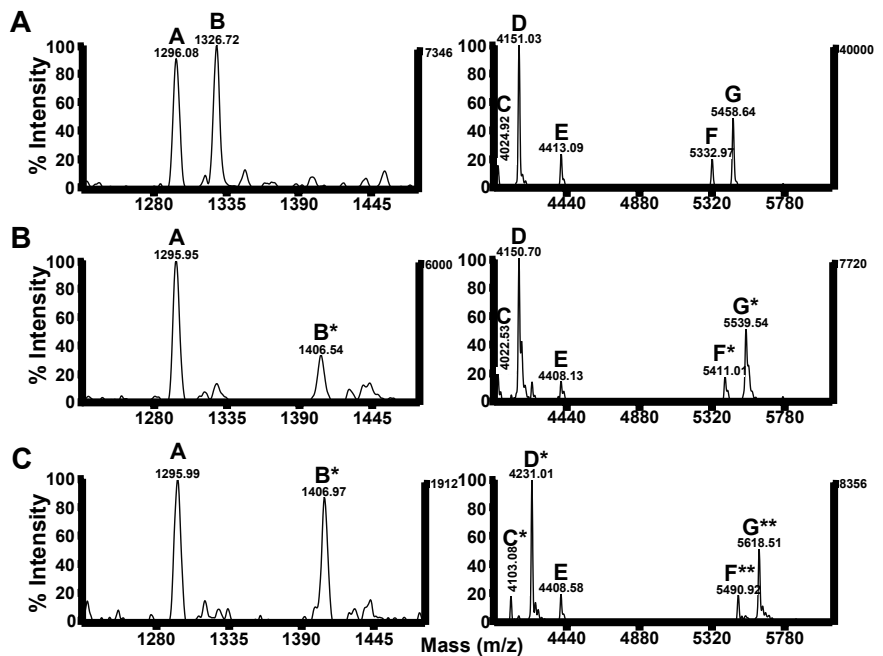 A
% Intensity
100
80
60
40
20
0
A
1296.08
B
1326.72
7346
1280 1335 1390 1445
100
80
60
40
20
0
C
4024.92
D
4151.03
E
4413.09
F
5332.97
G
5458.64
40000
4440 4880 5320 5780
B
% Intensity
100
80
60
40
20
0
A
1295.95
B*
1406.54
6000
1280 1335 1390 1445
100
80
60
40
20
0
C
4022.53
D
4150.70
E
4408.13
F*
5411.01
G*
5539.54
7720
4440 4880 5320 5780
C
% Intensity
100
80
60
40
20
0
A
1295.99
B*
1406.97
1912
1280 1335 1390 1445
100
80
60
40
20
0
C*
4103.08
D*
4231.01
E
4408.58
F**
5490.92
G**
5618.51
8356
4440 4880 5320 5780
Mass (m/z)